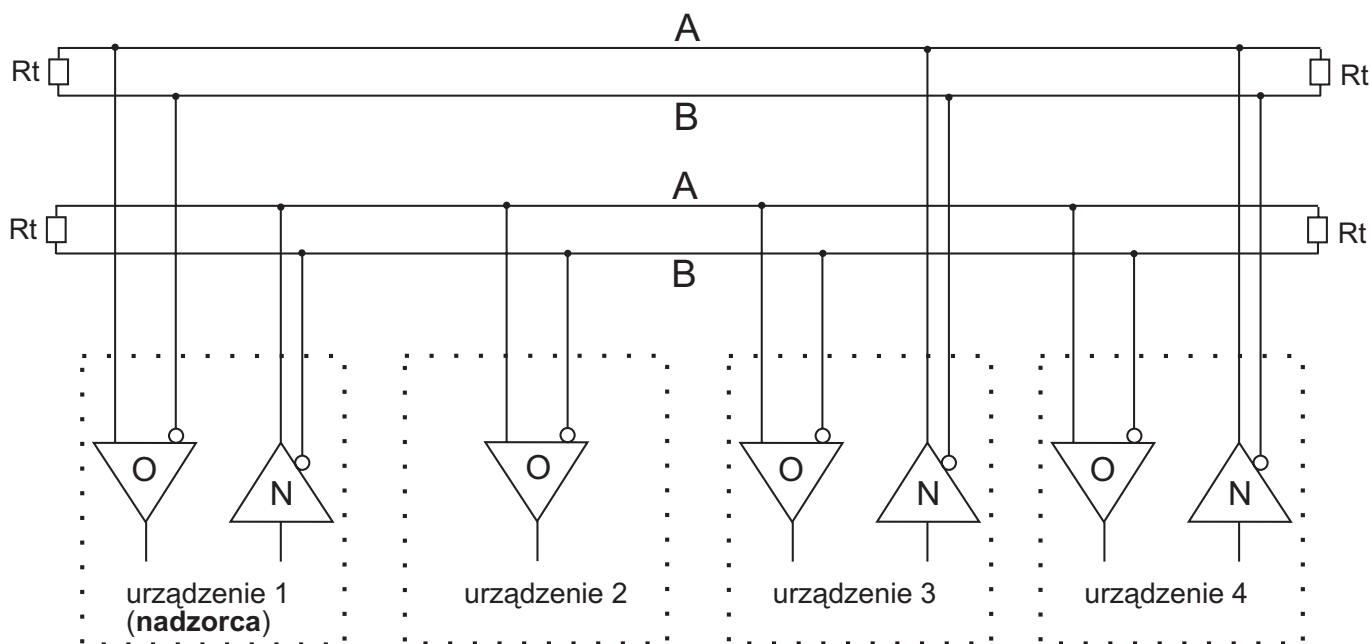 A
Rt
Rt
B
A
Rt
Rt
B
O
N
O
O
N
O
N
urządzenie 1
(nadzorca)
urządzenie 2
urządzenie 3
urządzenie 4